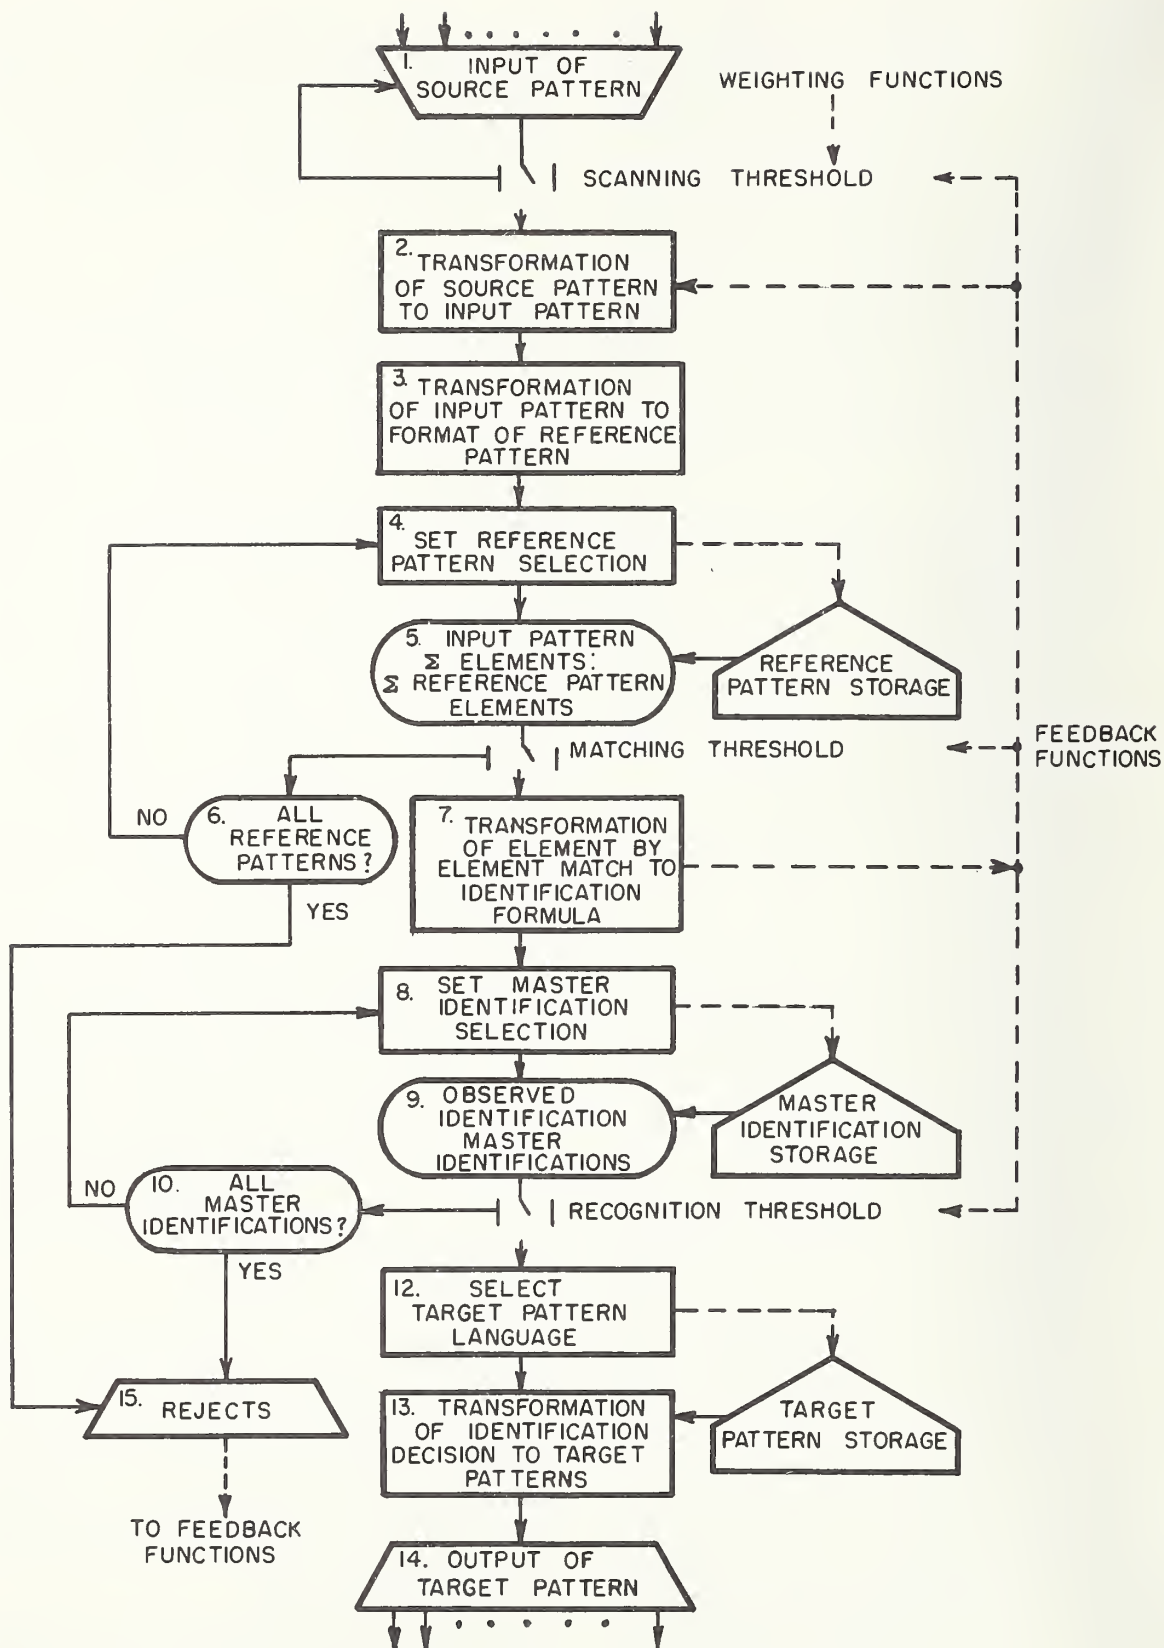 1. INPUT OF
SOURCE PATTERN
WEIGHTING FUNCTIONS
SCANNING THRESHOLD
2. TRANSFORMATION
OF SOURCE PATTERN
TO INPUT PATTERN
3. TRANSFORMATION
OF INPUT PATTERN TO
FORMAT OF REFERENCE
PATTERN
4. SET REFERENCE
PATTERN SELECTION
5. INPUT PATTERN
Σ ELEMENTS:
Σ REFERENCE PATTERN
ELEMENTS
REFERENCE
PATTERN STORAGE
MATCHING THRESHOLD
FEEDBACK
FUNCTIONS
NO
6. ALL
REFERENCE
PATTERNS?
YES
7. TRANSFORMATION
OF ELEMENT BY
ELEMENT MATCH TO
IDENTIFICATION
FORMULA
8. SET MASTER
IDENTIFICATION
SELECTION
9. OBSERVED
IDENTIFICATION
MASTER
IDENTIFICATIONS
MASTER
IDENTIFICATION
STORAGE
NO
10. ALL
MASTER
IDENTIFICATIONS?
YES
RECOGNITION THRESHOLD
12. SELECT
TARGET PATTERN
LANGUAGE
15. REJECTS
13. TRANSFORMATION
OF IDENTIFICATION
DECISION TO TARGET
PATTERNS
TARGET
PATTERN STORAGE
TO FEEDBACK
FUNCTIONS
14. OUTPUT OF
TARGET PATTERN